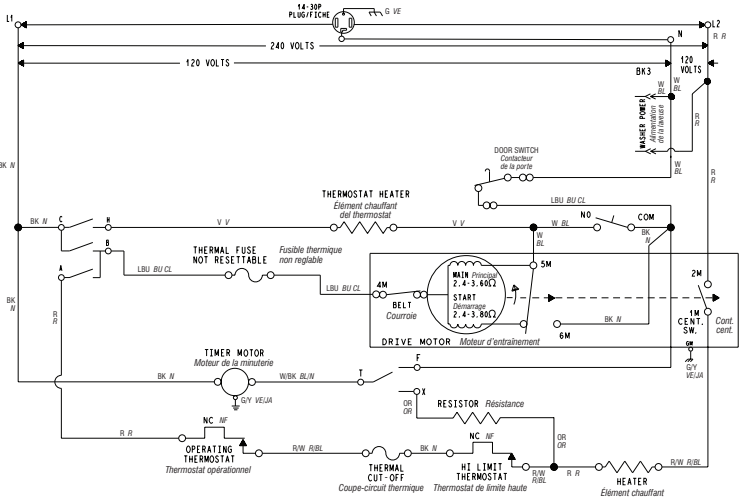 14-30P
PLUG/FICHE
G VE
L1
L2
N
R R
240 VOLTS
120 VOLTS
120
VOLTS
BK3
W
BL
W
BL
WASHER POWER
Alimentation
de la laveuse
R
R
W
BL
R
R
DOOR SWITCH
Contacteur
de la porte
LBU BU CL
BK N
THERMOSTAT HEATER
Élément chauffant
del thermostat
BK N
C
H
V V
V V
W BL
NO
COM
W
BL
BK
N
B
THERMAL FUSE
NOT RESETTABLE
Fusible thermique
non reglable
A
LBU BU CL
LBU BU CL
4M
BELT
Courroie
MAIN Principal
2.4-3.60Ω
START
Démarrage
2.4-3.80Ω
5M
2M
1M
CENT.
SW.
Cont.
cent.
BK N
6M
DRIVE MOTOR Moteur d'entraînement
GM
G/Y
VE/JA
BK
N
R
R
TIMER MOTOR
Moteur de la minuterie
BK N
W/BK BL/N
T
F
X
G/Y VE/JA
OR
OR
RESISTOR Résistance
R R
NC NF
OPERATING
THERMOSTAT
Thermostat opérationnel
R/W R/BL
THERMAL
CUT-OFF
Coupe-circuit thermique
BK N
NC NF
HI LIMIT
THERMOSTAT
Thermostat de limite haute
OR
OR
R/W
R/BL
R R
HEATER
Élément chauffant
R/W R/BL